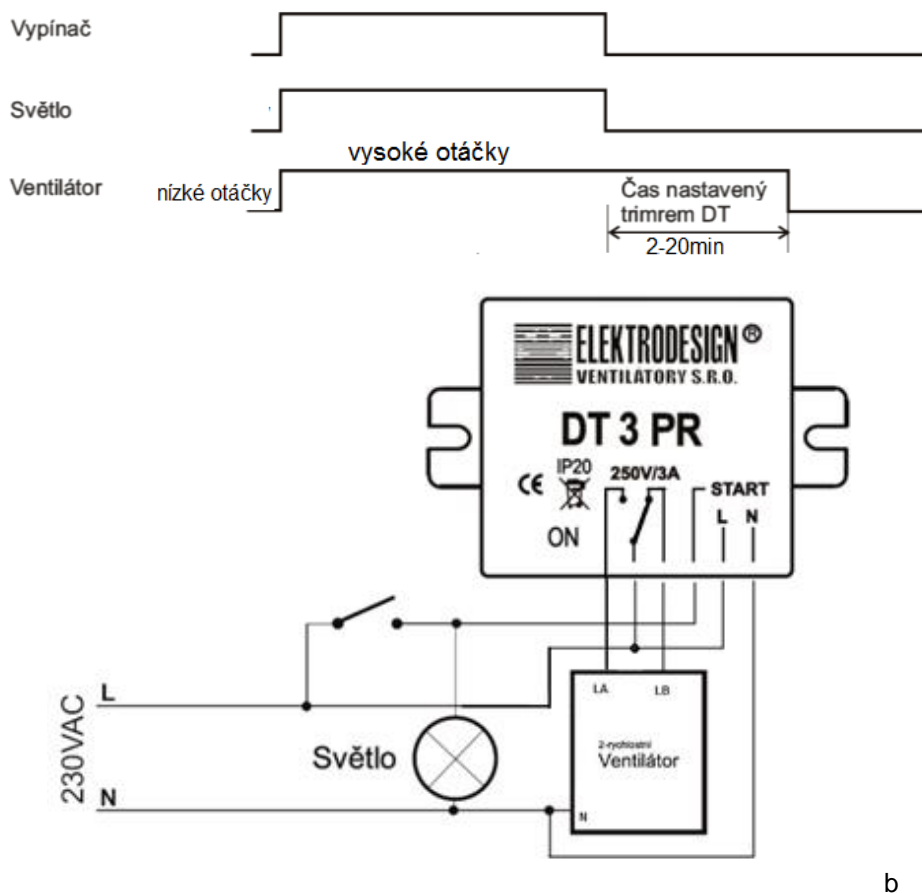 Vypínač
Světlo
vysoké otáčky
Ventilátor
nízké otáčky
Čas nastavený
trimrem DT
2-20min
ELEKTRODESIGN ®
VENTILATORY S.R.O.
DT 3 PR
CE IP20 250V/3A START
L N
ON
L
230VAC
LA LB
Světlo
2-rychlostní
Ventilátor
N
N
b